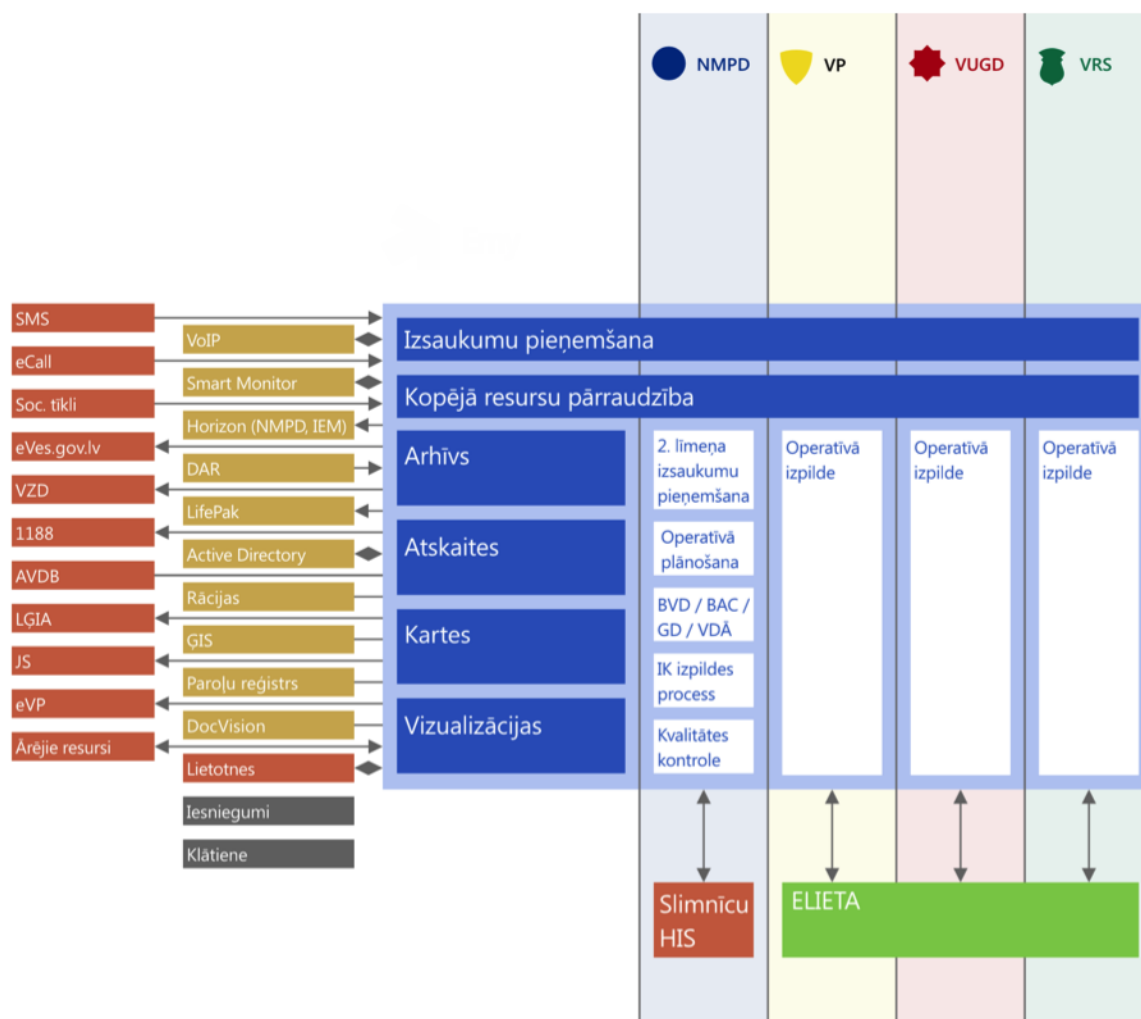 NMPD
VP
VUGD
VRS
SMS
VoIP
eCall
Smart Monitor
Soc. tīkli
Horizon (NMPD, IEM)
eVes.gov.lv
DAR
VZD
LifePak
1188
Active Directory
AVDB
Rācijas
LĢIA
ĢIS
JS
Paroļu reģistrs
eVP
DocVision
Ārējie resursi
Lietotnes
Iesniegumi
Klātiene
Izsaukumu pieņemšana
Kopējā resursu pārraudzība
Arhīvs
Atskaites
Kartes
Vizualizācijas
2. līmeņa
izsaukumu
pieņemšana
Operatīvā
plānošana
BVD / BAC /
GD / VDĀ
IK izpildes
process
Kvalitātes
kontrole
Operatīvā
izpilde
Operatīvā
izpilde
Operatīvā
izpilde
Slimnīcu
HIS
ELIETA